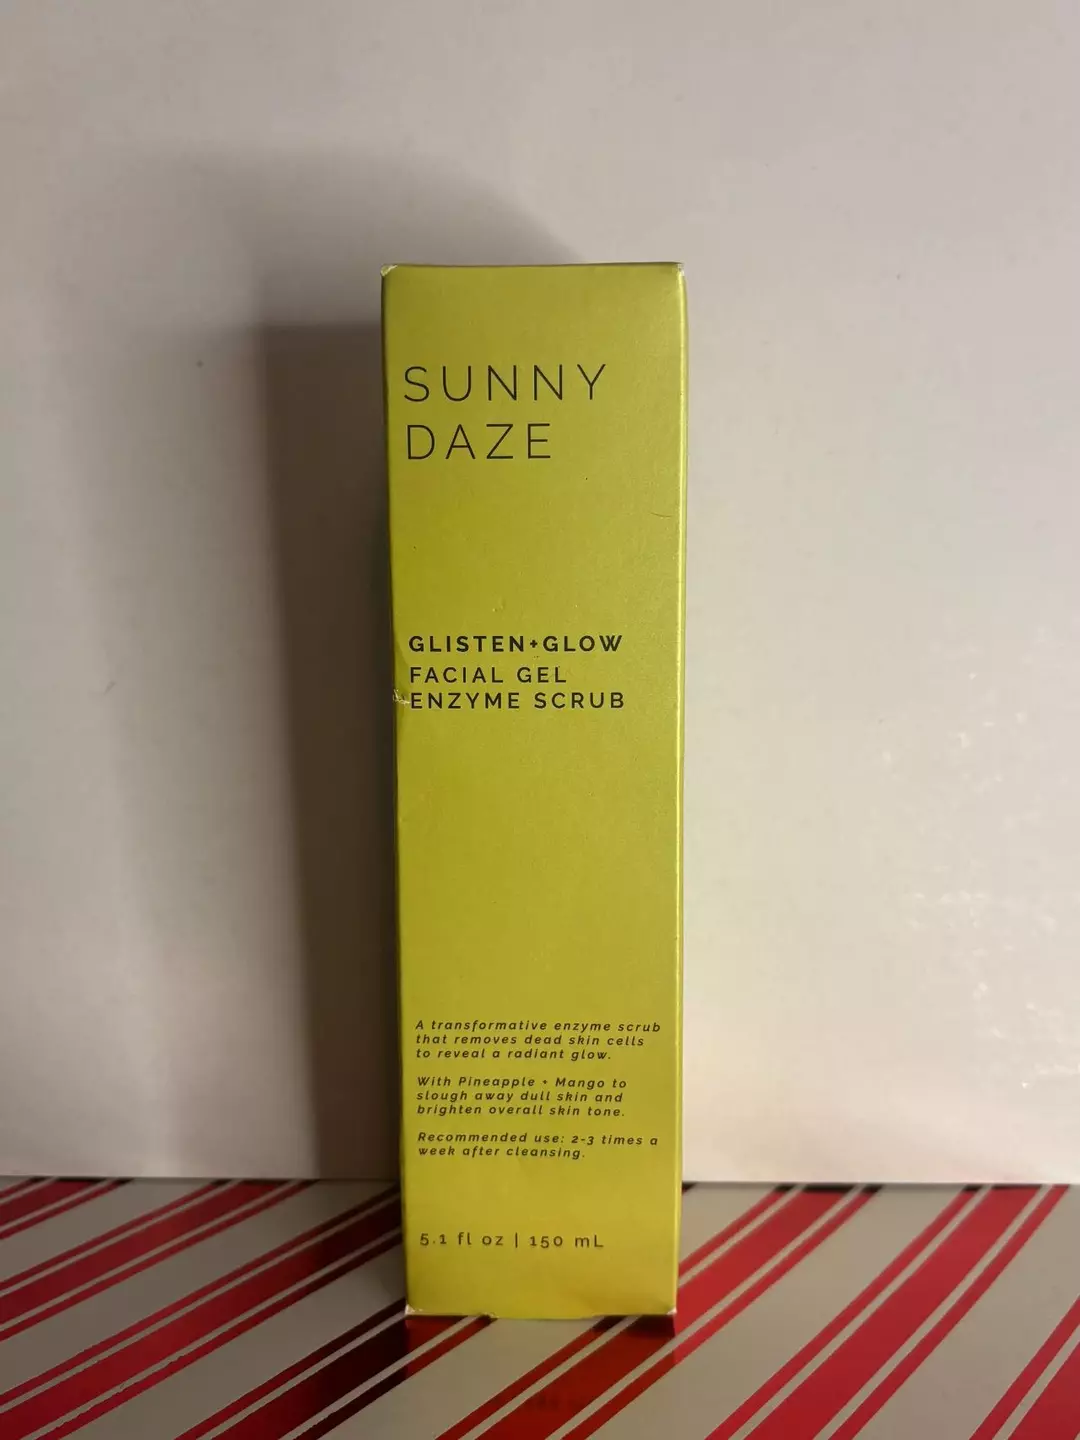 SUNNY
DAZE
GLISTEN+GLOW
FACIAL GEL
ENZYME SCRUB
A transformative enzyme scrub
that removes dead skin cells
to reveal a radiant glow.
With Pineapple + Mango to
slough away dull skin and
brighten overall skin tone.
Recommended use: 2-3 times a
week after cleansing.
5.1 fl oz | 150 mL